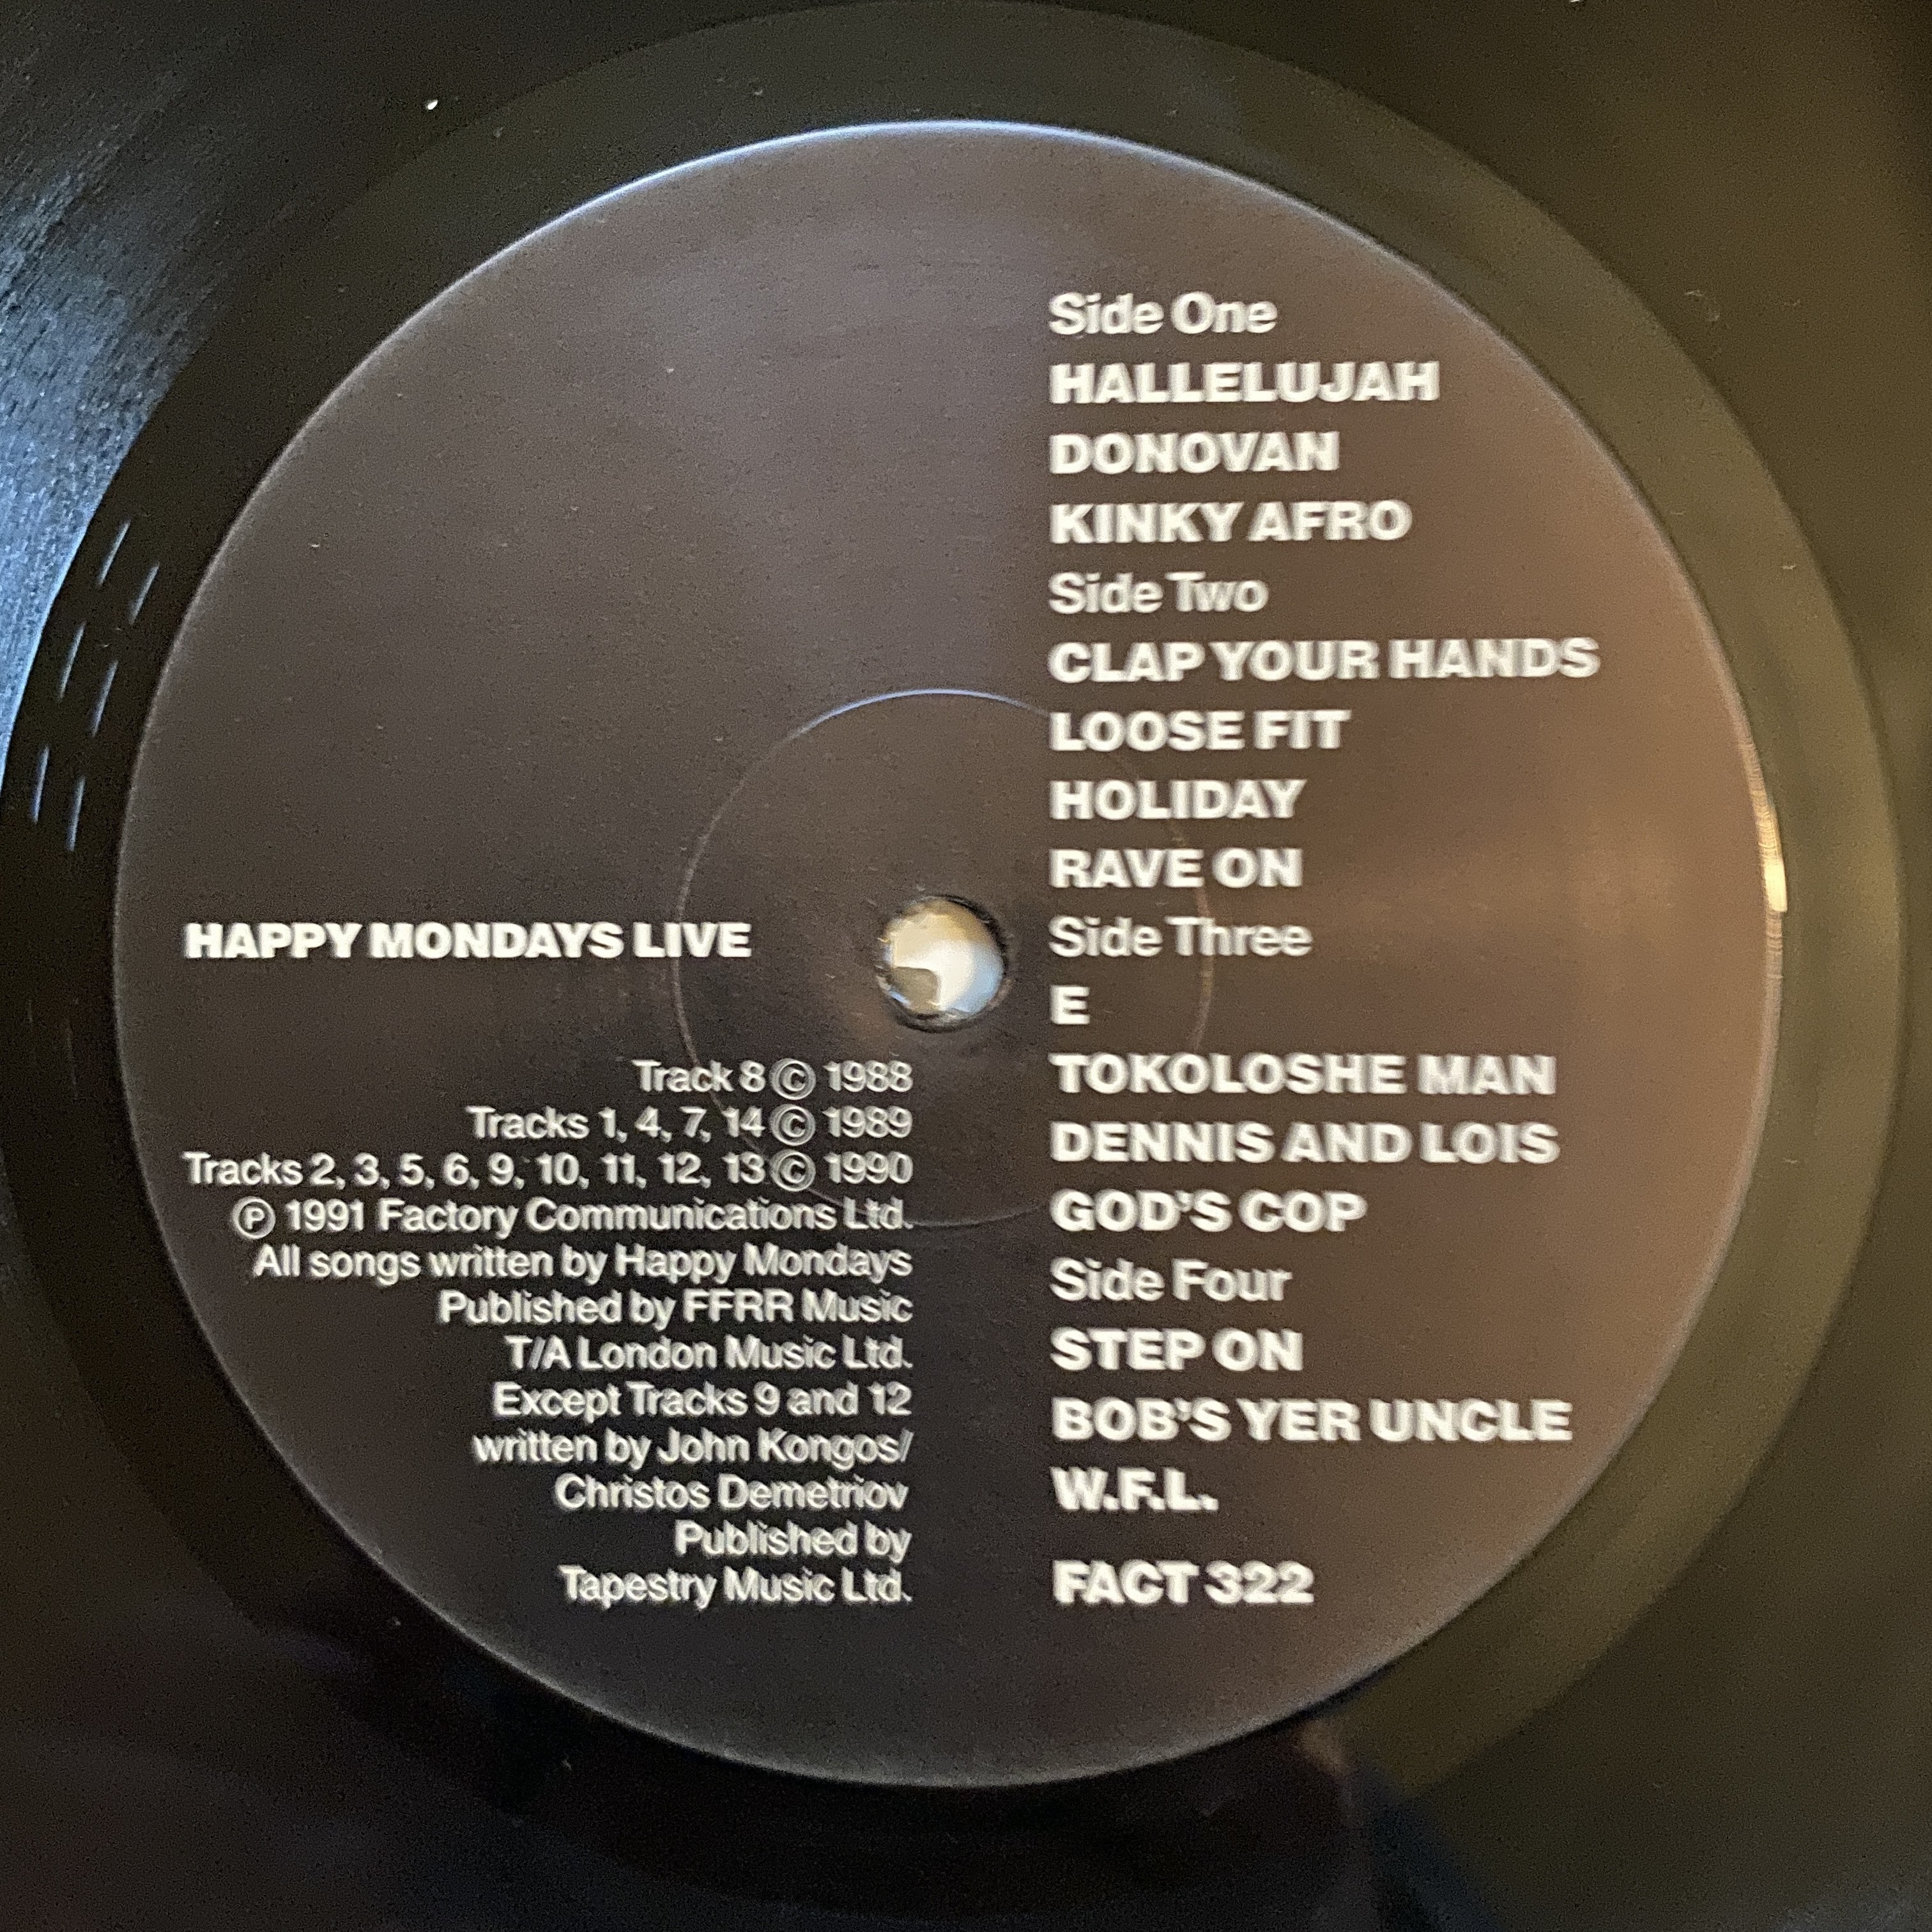 HAPPY MONDAYS LIVE
Track 8 © 1988
Tracks 1, 4, 7, 14 © 1989
Tracks 2, 3, 5, 6, 9, 10, 11, 12, 13 © 1990
℗ 1991 Factory Communications Ltd.
All songs written by Happy Mondays
Published by FFRR Music
T/A London Music Ltd.
Except Tracks 9 and 12
written by John Kongos/
Christos Demetriov
Published by
Tapestry Music Ltd.
Side One
HALLELUJAH
DONOVAN
KINKY AFRO
Side Two
CLAP YOUR HANDS
LOOSE FIT
HOLIDAY
RAVE ON
Side Three
E
TOKOLOSHE MAN
DENNIS AND LOIS
GOD'S COP
Side Four
STEP ON
BOB'S YER UNCLE
W.F.L.
FACT 322